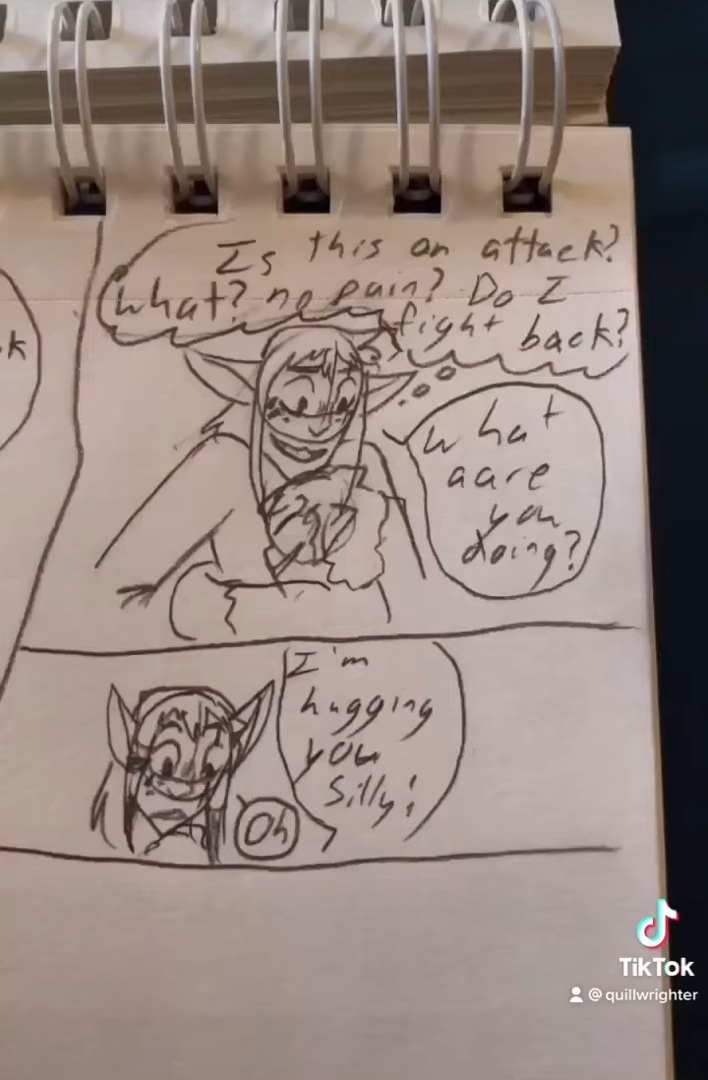 k
Is this an attack?
What? no pain? Do I
fight back?
What
aare
you
doing?
I'm
hugging
you
silly!
Oh
TikTok
@quillwrighter